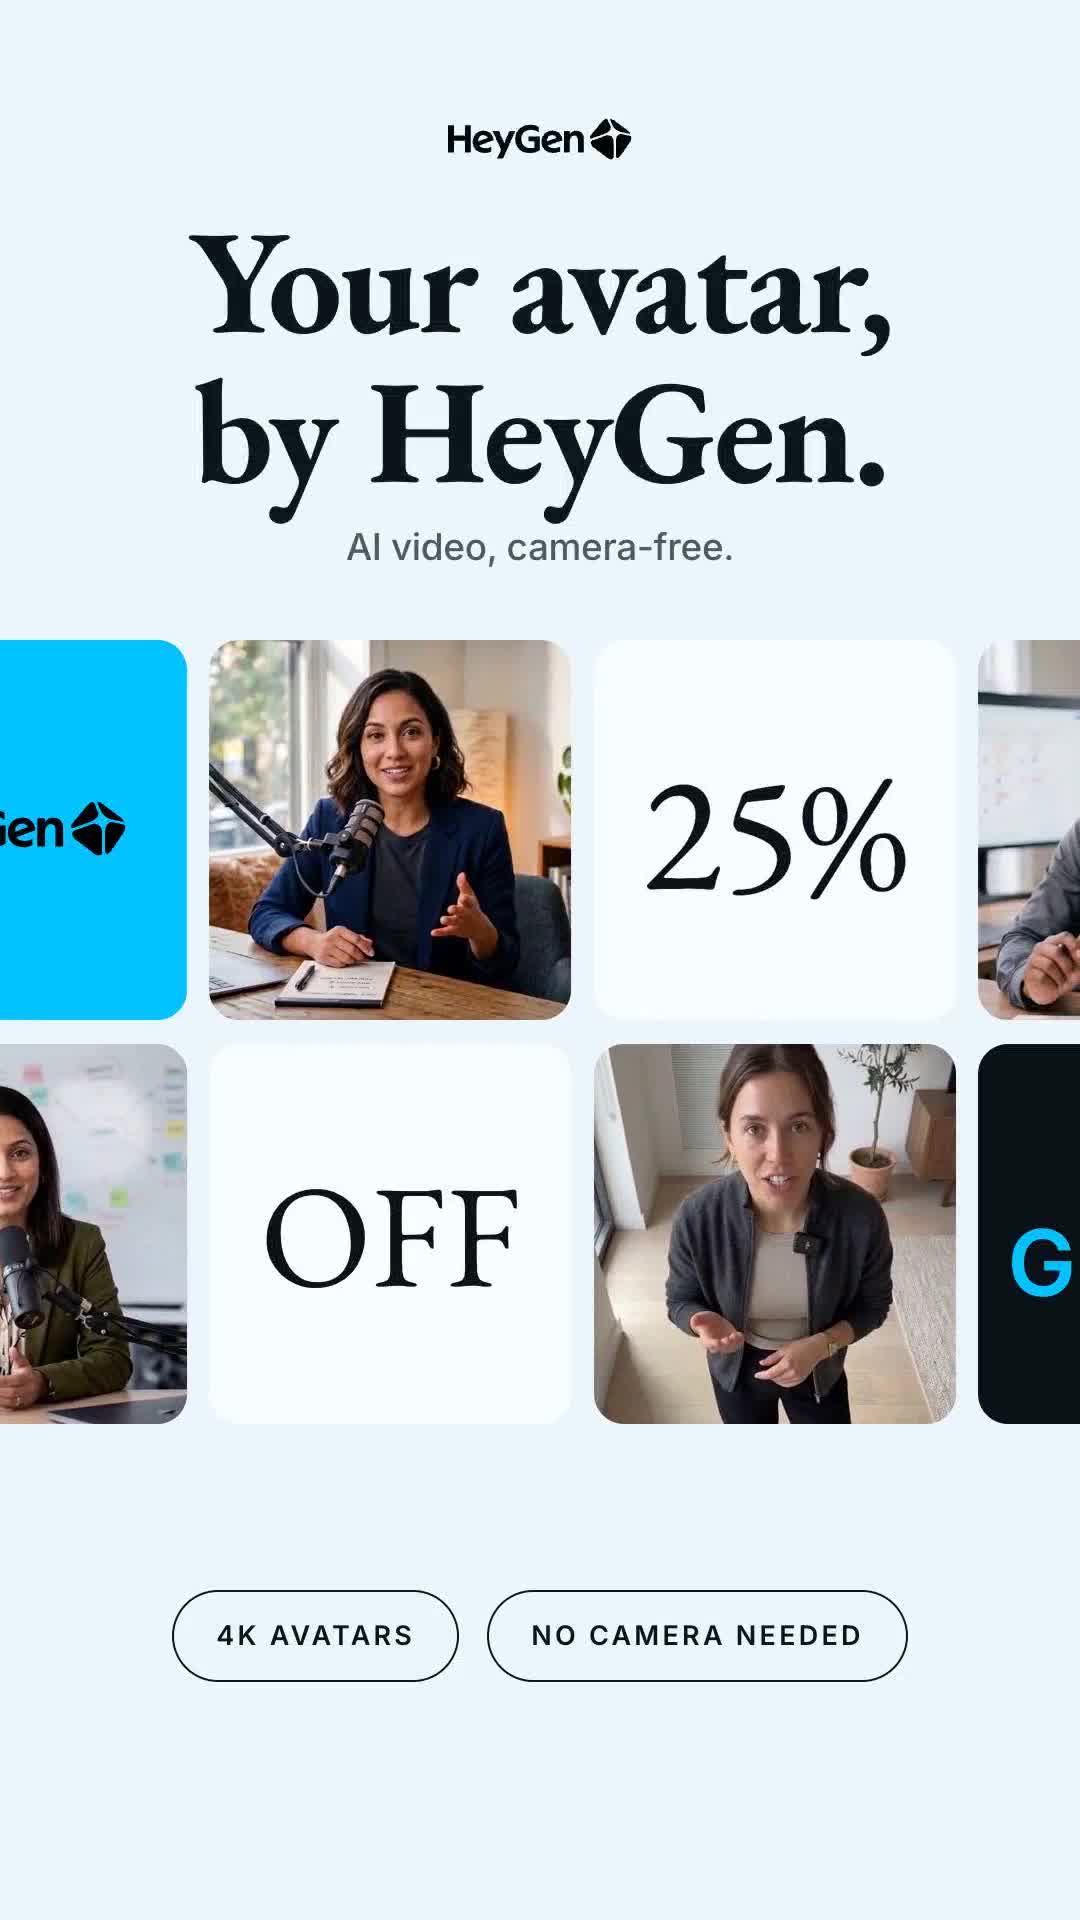 HeyGen
Your avatar,
by HeyGen.
AI video, camera-free.
Gen
25%
OFF
G
4K AVATARS
NO CAMERA NEEDED